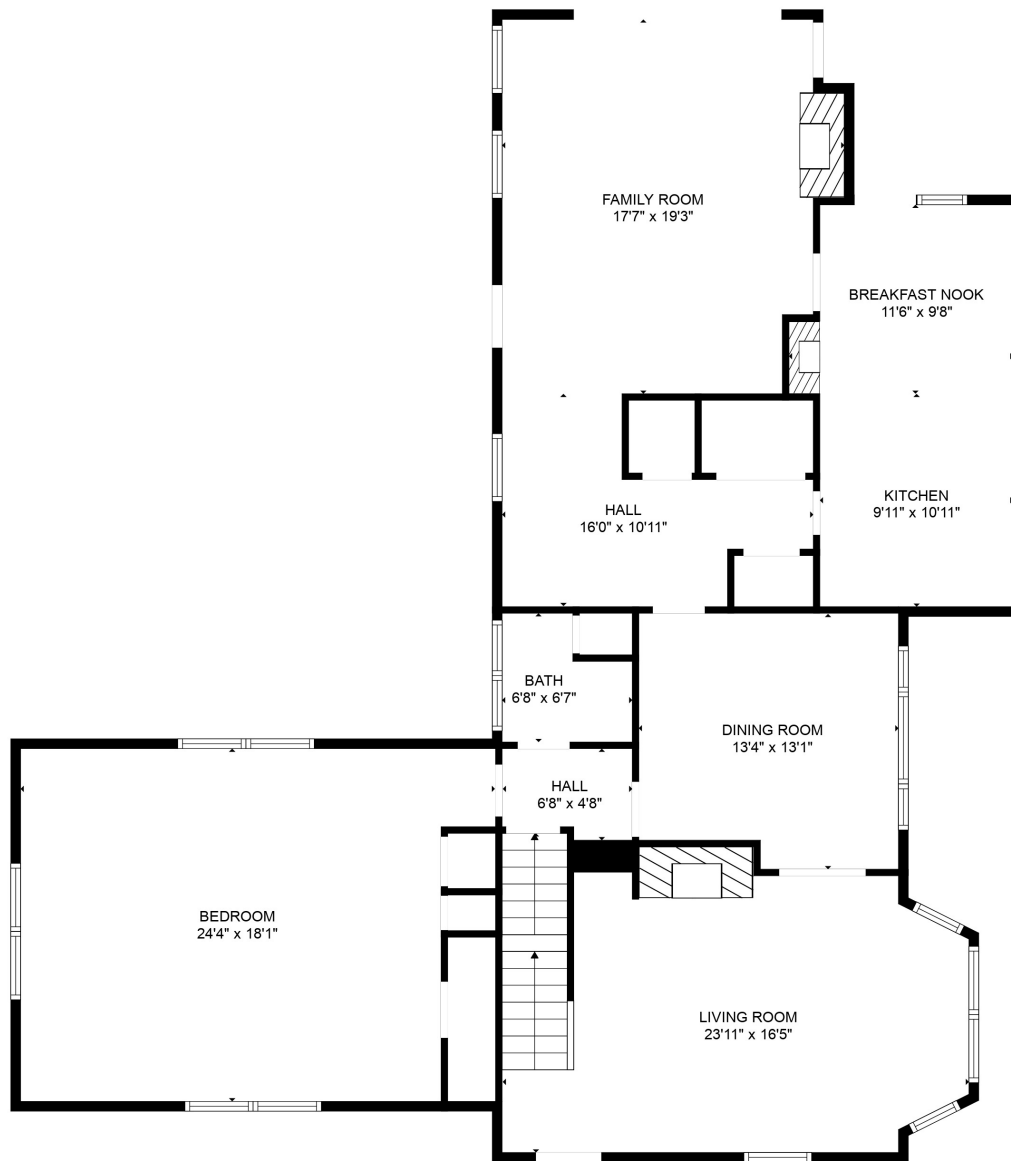 FAMILY ROOM
17'7" x 19'3"
BREAKFAST NOOK
11'6" x 9'8"
HALL
16'0" x 10'11"
KITCHEN
9'11" x 10'11"
BATH
6'8" x 6'7"
DINING ROOM
13'4" x 13'1"
HALL
6'8" x 4'8"
BEDROOM
24'4" x 18'1"
LIVING ROOM
23'11" x 16'5"